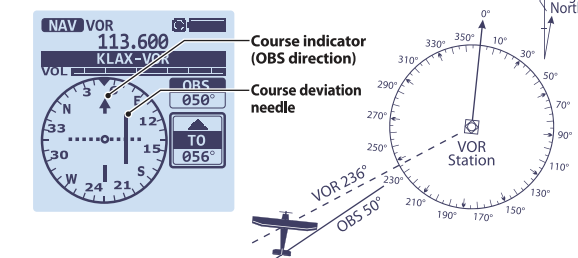 NAV VOR
113.600
KLAX-VOR
VOL
OBS
050°
TO
056°
3
E
12
15
S
21
24
W
30
33
N
Course indicator
(OBS direction)
Course deviation
needle
North
0°
10°
30°
50°
70°
90°
110°
130°
150°
170°
190°
210°
230°
250°
270°
290°
310°
330°
350°
VOR
Station
VOR 236°
OBS 50°